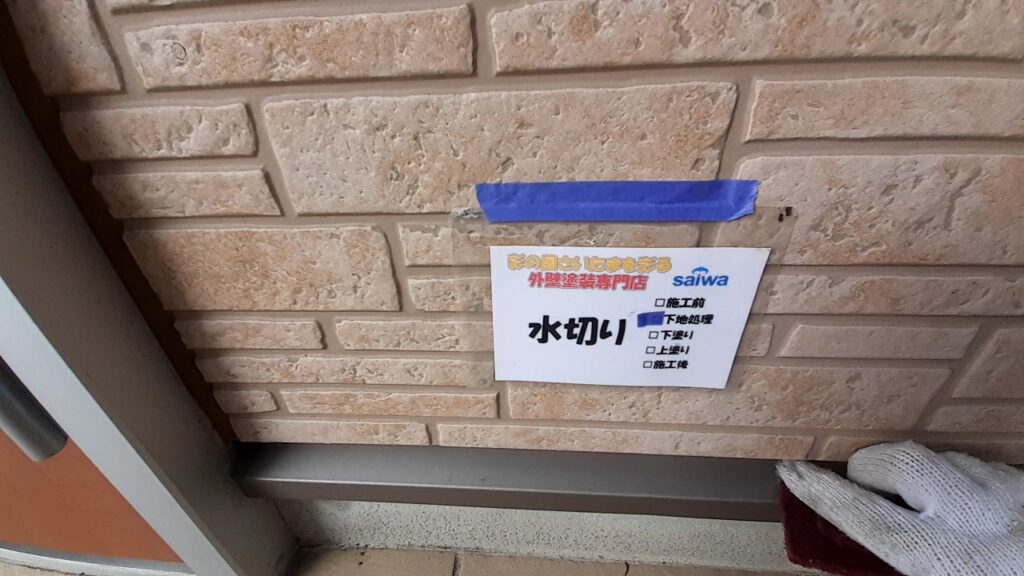 彩の国さいたまを彩る
外壁塗装専門店
saiwa
水切り
□施工前
下地処理
□下塗り
□上塗り
□施工後